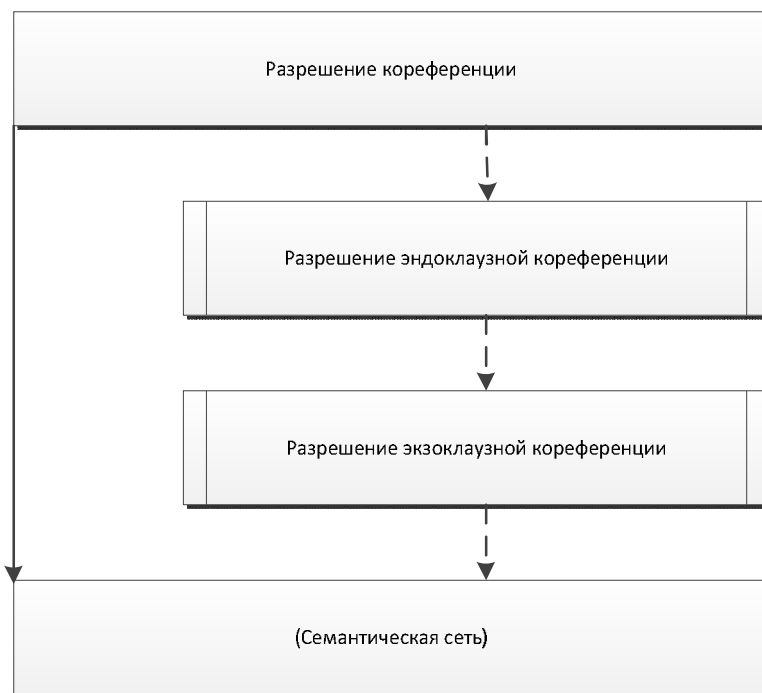 Разрешение кореференции
Разрешение эндоклаузной кореференции
Разрешение экзоклаузной кореференции
(Семантическая сеть)